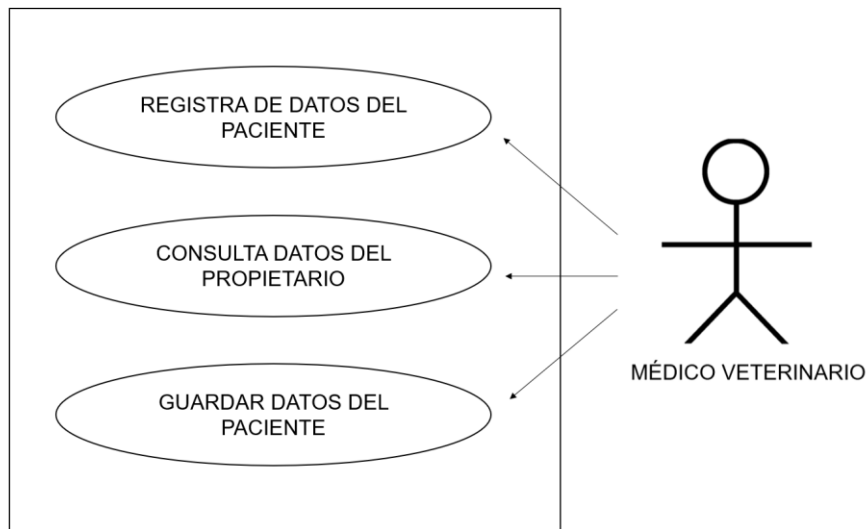 REGISTRA DE DATOS DEL
PACIENTE
CONSULTA DATOS DEL
PROPIETARIO
GUARDAR DATOS DEL
PACIENTE
MÉDICO VETERINARIO